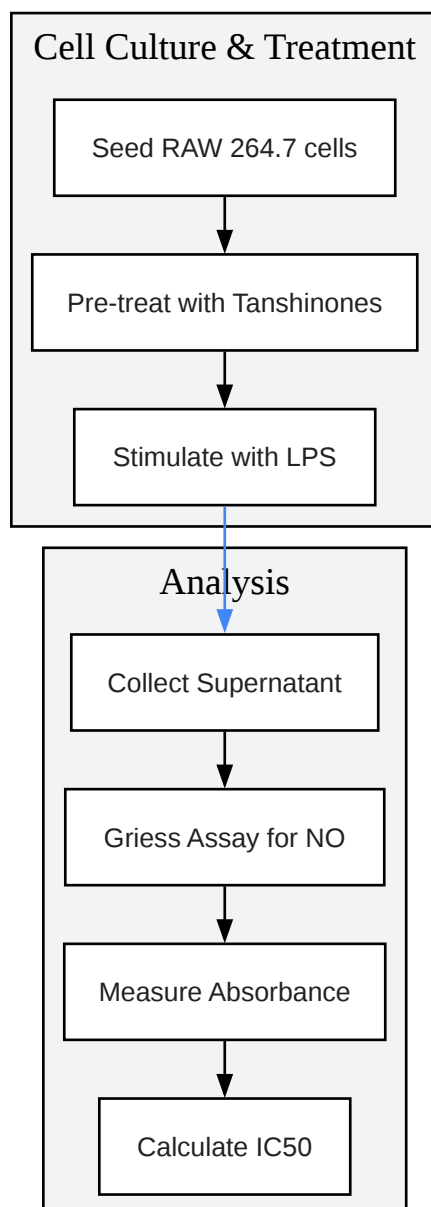 Cell Culture & Treatment
Seed RAW 264.7 cells
Pre-treat with Tanshinones
Stimulate with LPS
Analysis
Collect Supernatant
Griess Assay for NO
Measure Absorbance
Calculate IC50